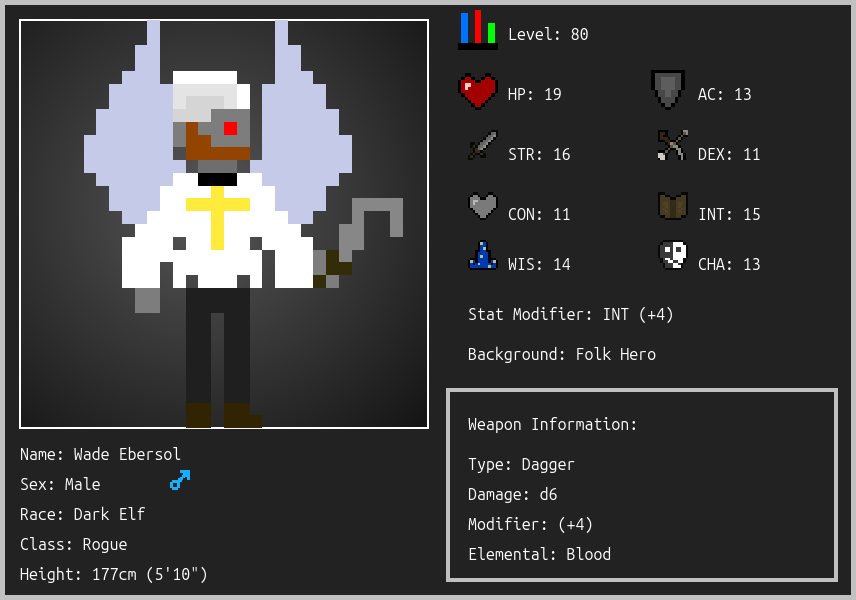 Level: 80
HP: 19
AC: 13
STR: 16
DEX: 11
CON: 11
INT: 15
WIS: 14
CHA: 13
Stat Modifier: INT (+4)
Background: Folk Hero
Weapon Information:
Type: Dagger
Damage: d6
Modifier: (+4)
Elemental: Blood
Name: Wade Ebersol
Sex: Male
Race: Dark Elf
Class: Rogue
Height: 177cm (5'10")